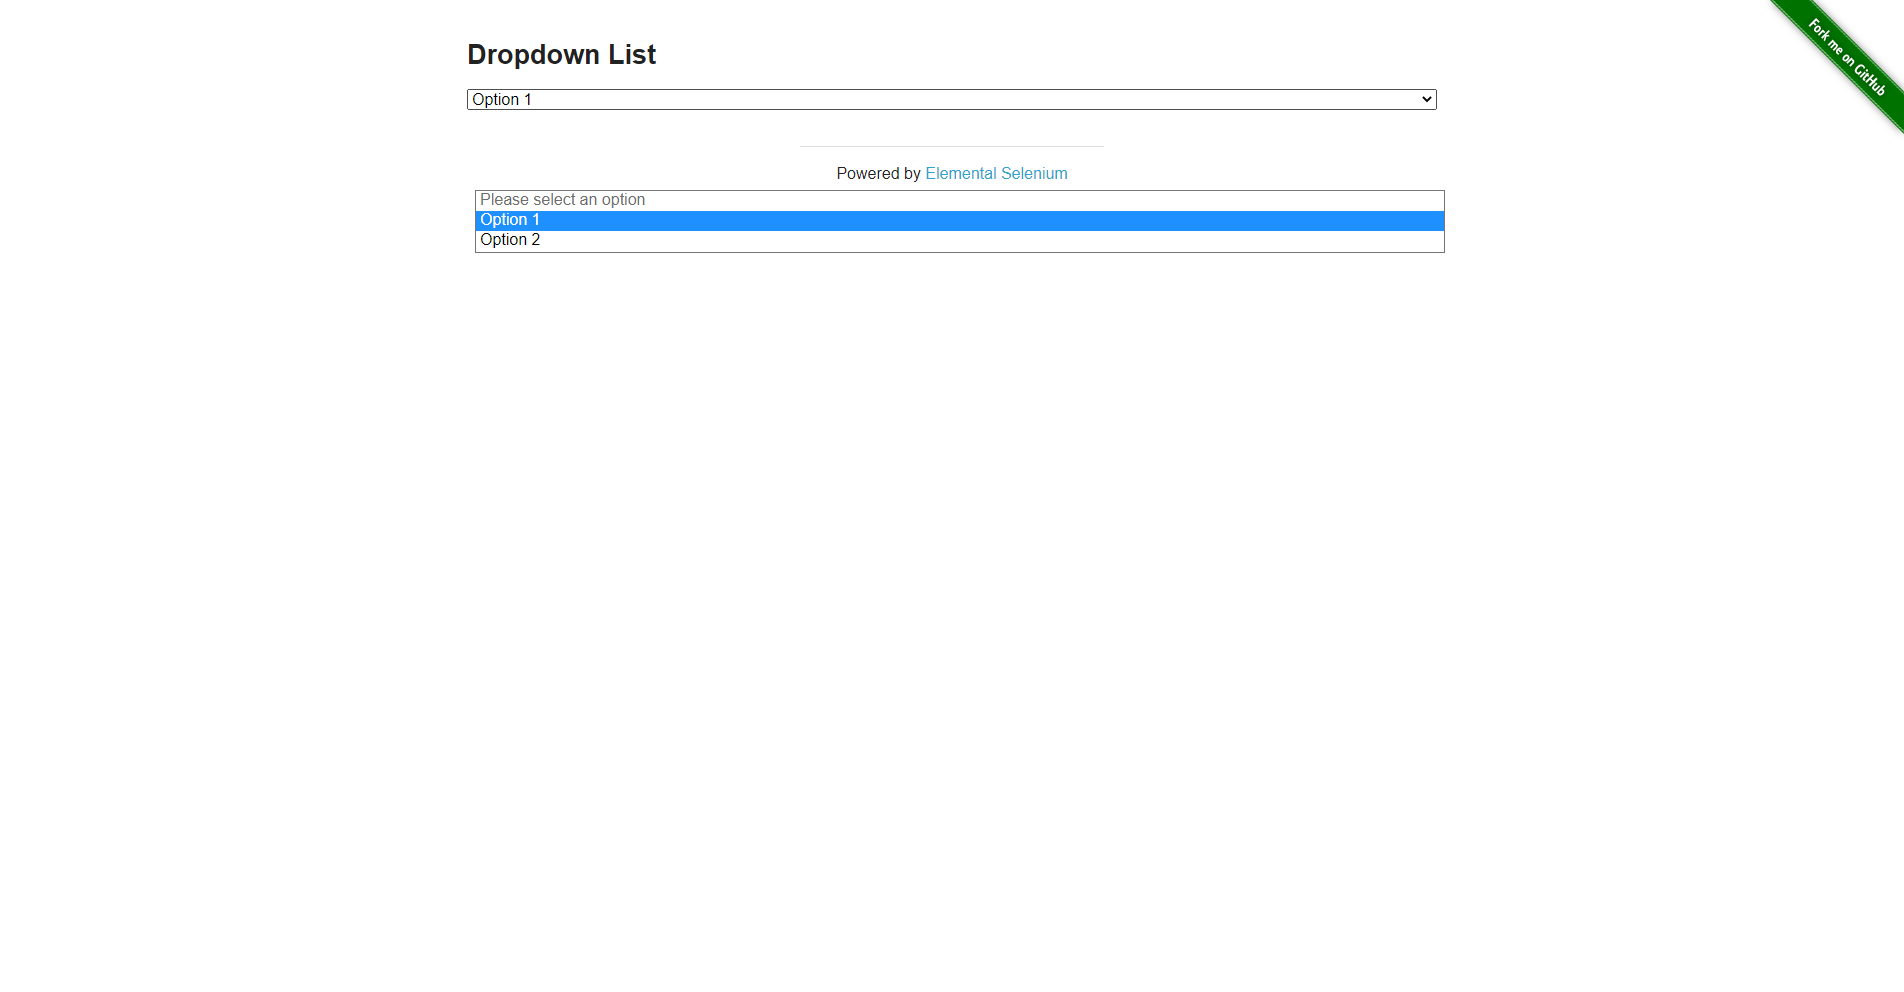 Dropdown List
Option 1
Powered by Elemental Selenium
Please select an option
Option 1
Option 2
Fork me on GitHub